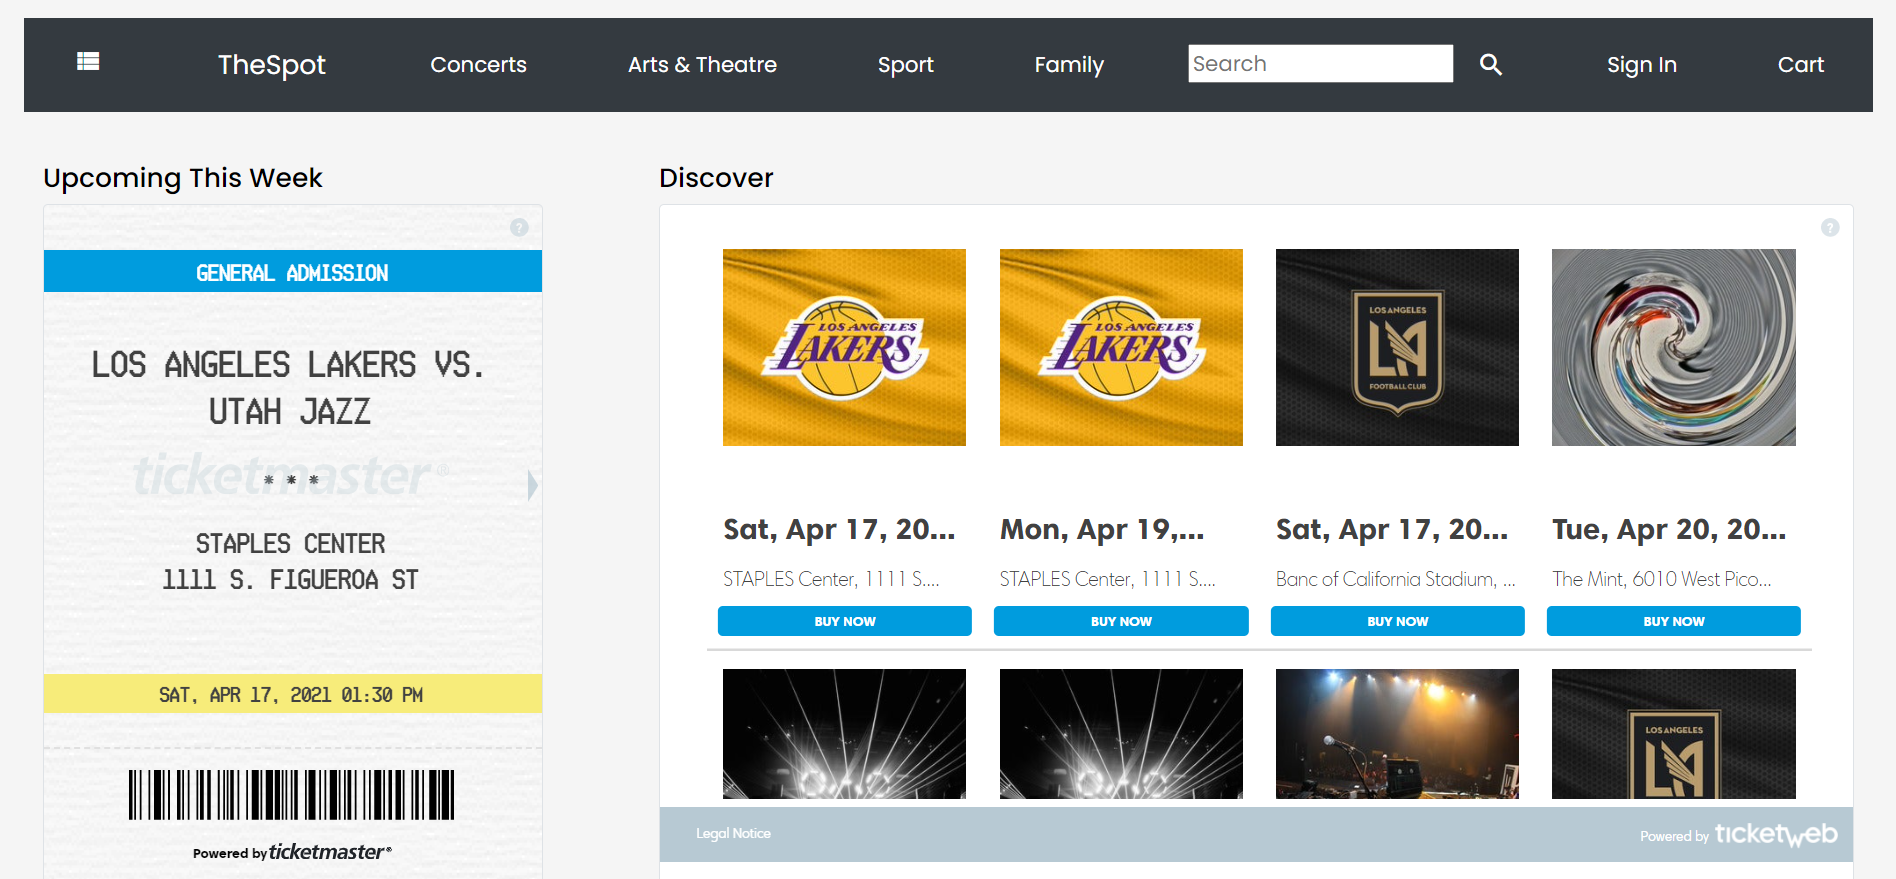 TheSpot
Concerts
Arts & Theatre
Sport
Family
Search
Sign In
Cart
Upcoming This Week
?
GENERAL ADMISSION
LOS ANGELES LAKERS VS.
UTAH JAZZ
ticketmaster®
* * *
STAPLES CENTER
1111 S. FIGUEROA ST
SAT, APR 17, 2021 01:30 PM
Powered by ticketmaster®
Discover
?
LOS ANGELES
LAKERS
LOS ANGELES
LAKERS
LOS ANGELES
LA
FOOTBALL CLUB
Sat, Apr 17, 20...
Mon, Apr 19,...
Sat, Apr 17, 20...
Tue, Apr 20, 20...
STAPLES Center, 1111 S....
STAPLES Center, 1111 S....
Banc of California Stadium, ...
The Mint, 6010 West Pico...
BUY NOW
BUY NOW
BUY NOW
BUY NOW
LOS ANGELES
LA
Legal Notice
Powered by ticketweb